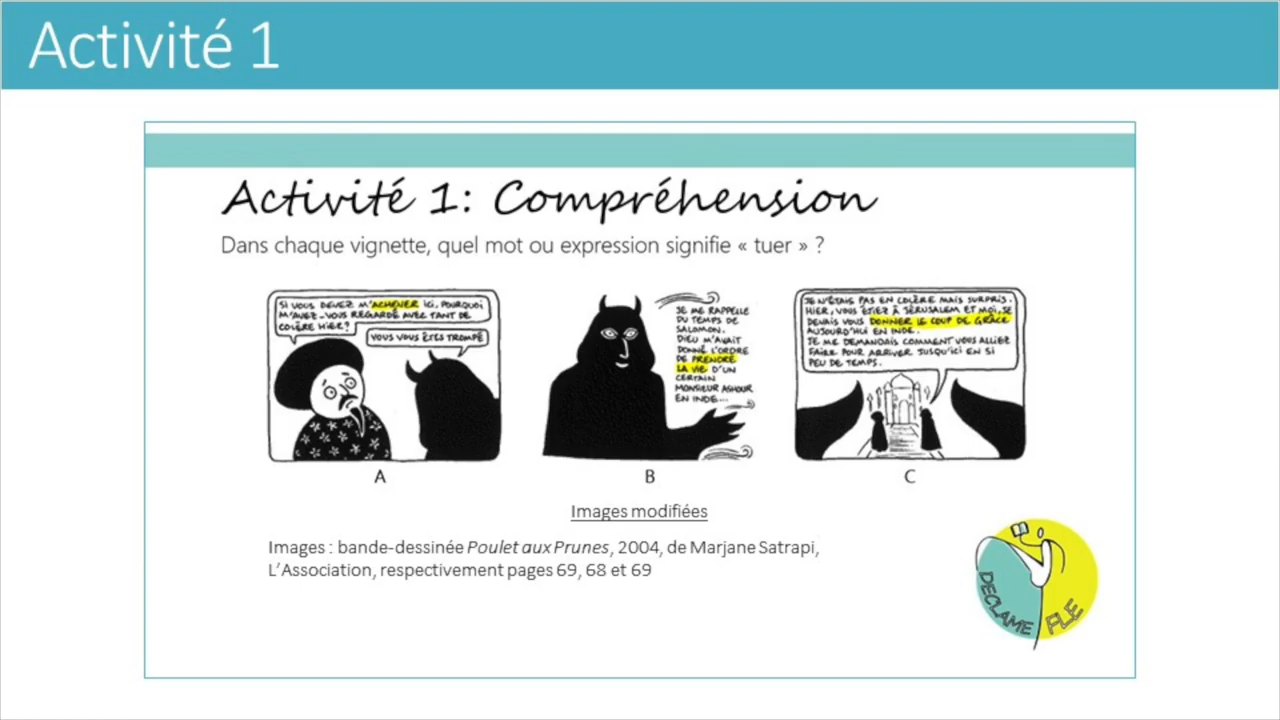 Activité 1
Activité 1: Compréhension
Dans chaque vignette, quel mot ou expression signifie « tuer » ?
SI VOUS DEVEZ M'ACHEVER ICI, POURQUOI
M'AVEZ-VOUS REGARDÉ AVEC TANT DE
COLÈRE HIER?
VOUS VOUS ÊTES TROMPÉ
JE ME RAPPELLE
DU TEMPS DE
SALOMON.
DIEU M'AVAIT
DONNÉ L'ORDRE
DE PRENDRE
LA VIE D'UN
CERTAIN
MONSIEUR ASHOUR
EN INDE...
JE N'ÉTAIS PAS EN COLÈRE MAIS SURPRIS.
HIER, VOUS ÉTIEZ À JÉRUSALEM ET MOI, JE
DEVAIS VOUS DONNER LE COUP DE GRÂCE
AUJOURD'HUI EN INDE.
JE ME DEMANDAIS COMMENT VOUS ALLIEZ
FAIRE POUR ARRIVER JUSQU'ICI EN SI
PEU DE TEMPS.
A
B
C
Images modifiées
Images : bande-dessinée Poulet aux Prunes, 2004, de Marjane Satrapi,
L'Association, respectivement pages 69, 68 et 69
DECLAME
FLE